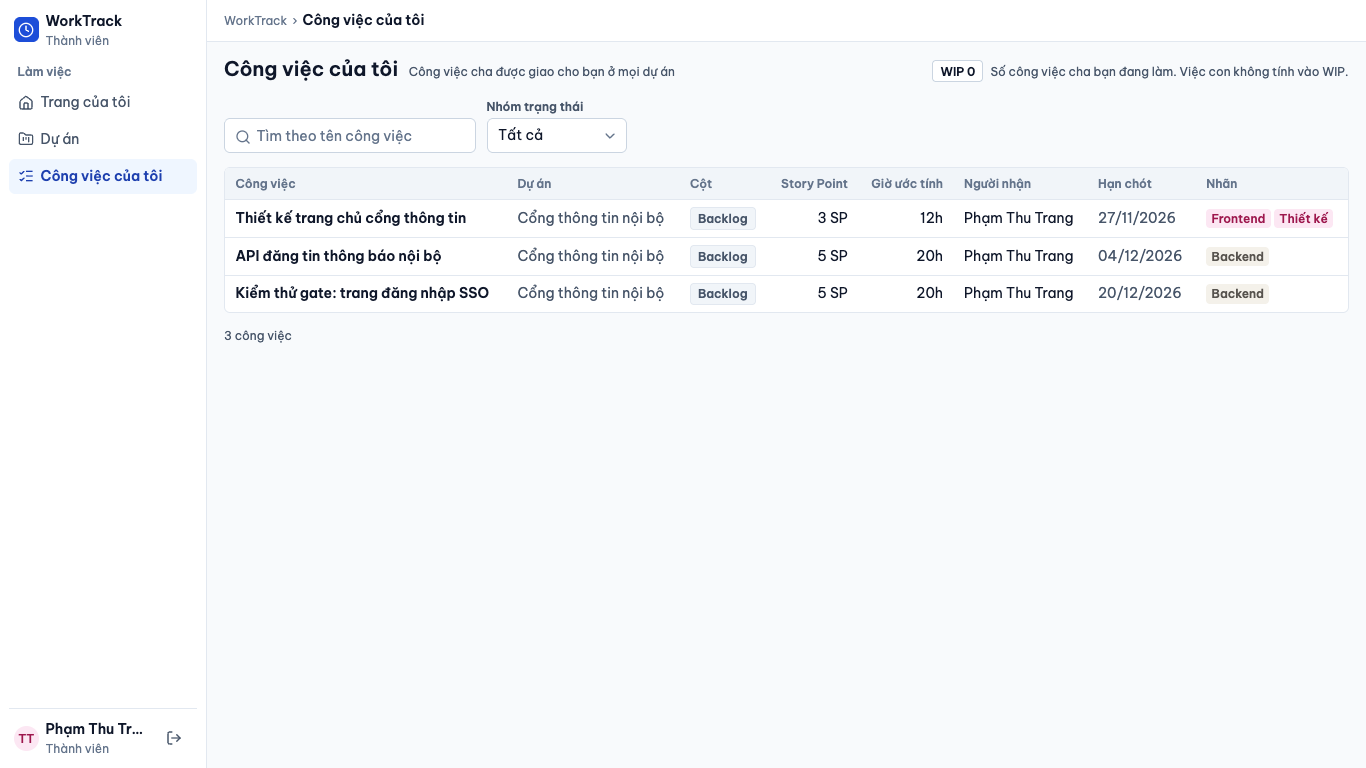 WorkTrack
Thành viên
Làm việc
Trang của tôi
Dự án
Công việc của tôi
Phạm Thu Tr...
TT
Thành viên
WorkTrack › Công việc của tôi
Công việc của tôi Công việc cha được giao cho bạn ở mọi dự án WIP 0 Số công việc cha bạn đang làm. Việc con không tính vào WIP.
Nhóm trạng thái
Tìm theo tên công việc Tất cả
Công việc Dự án Cột Story Point Giờ ước tính Người nhận Hạn chót Nhãn
Thiết kế trang chủ cổng thông tin Cổng thông tin nội bộ Backlog 3 SP 12h Phạm Thu Trang 27/11/2026 Frontend Thiết kế
API đăng tin thông báo nội bộ Cổng thông tin nội bộ Backlog 5 SP 20h Phạm Thu Trang 04/12/2026 Backend
Kiểm thử gate: trang đăng nhập SSO Cổng thông tin nội bộ Backlog 5 SP 20h Phạm Thu Trang 20/12/2026 Backend
3 công việc